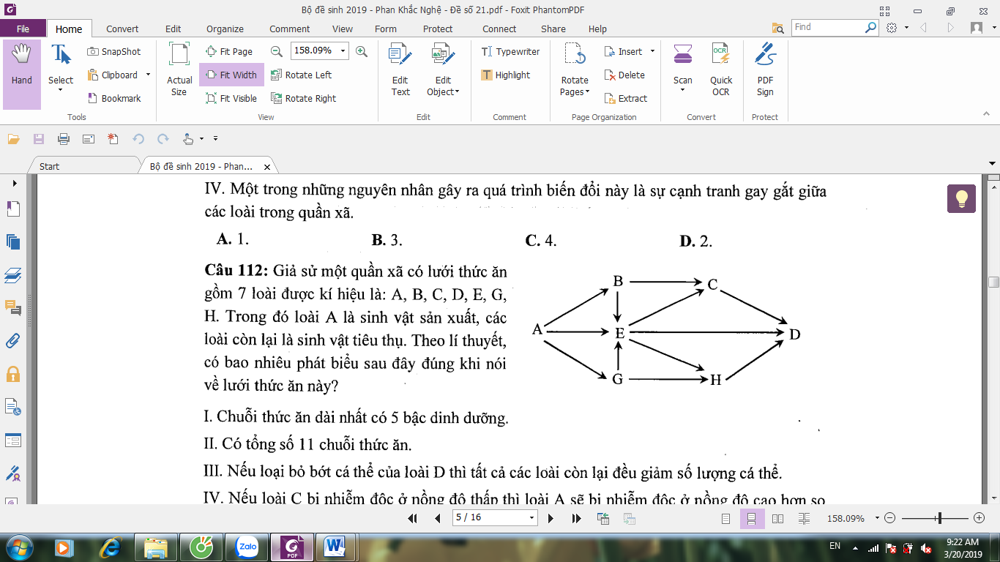 Bộ đề sinh 2019 - Phan Khắc Nghệ - Đề số 21.pdf - Foxit PhantomPDF
File Home Convert Edit Organize Comment View Form Protect Connect Share Help Find
Hand Select SnapShot Clipboard Bookmark
Actual Size Fit Page Fit Width Fit Visible 158.09% Rotate Left Rotate Right
Edit Text Edit Object Typewriter Highlight
Rotate Pages Insert Delete Extract
Scan Quick OCR PDF Sign
Tools View Edit Comment Page Organization Convert Protect
Start Bộ đề sinh 2019 - Phan...
IV. Một trong những nguyên nhân gây ra quá trình biến đổi này là sự cạnh tranh gay gắt giữa
các loài trong quần xã.
A. 1. B. 3. C. 4. D. 2.
Câu 112: Giả sử một quần xã có lưới thức ăn
gồm 7 loài được kí hiệu là: A, B, C, D, E, G,
H. Trong đó loài A là sinh vật sản xuất, các
loài còn lại là sinh vật tiêu thụ. Theo lí thuyết,
có bao nhiêu phát biểu sau đây đúng khi nói
về lưới thức ăn này?
B C
A E D
G H
I. Chuỗi thức ăn dài nhất có 5 bậc dinh dưỡng.
II. Có tổng số 11 chuỗi thức ăn.
III. Nếu loại bỏ bớt cá thể của loài D thì tất cả các loài còn lại đều giảm số lượng cá thể.
IV. Nếu loài C bị nhiễm độc ở nồng độ thấp thì loài A sẽ bị nhiễm độc ở nồng độ cao hơn so
5 / 16 158.09%
Zalo PDF W EN 9:22 AM
3/20/2019